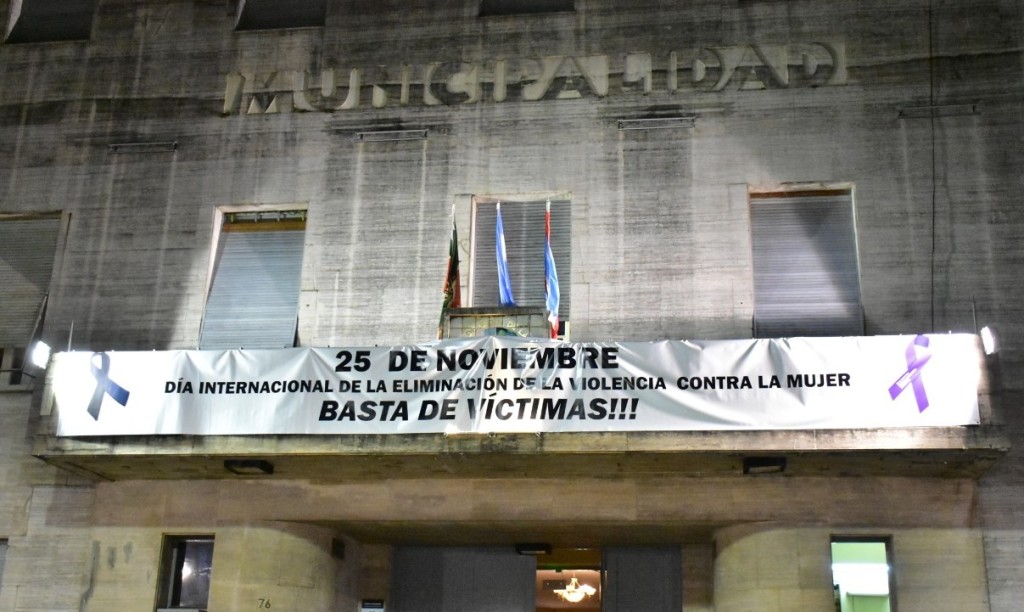 MUNICIPALIDAD
25 DE NOVIEMBRE
DÍA INTERNACIONAL DE LA ELIMINACIÓN DE LA VIOLENCIA CONTRA LA MUJER
BASTA DE VÍCTIMAS!!!
76